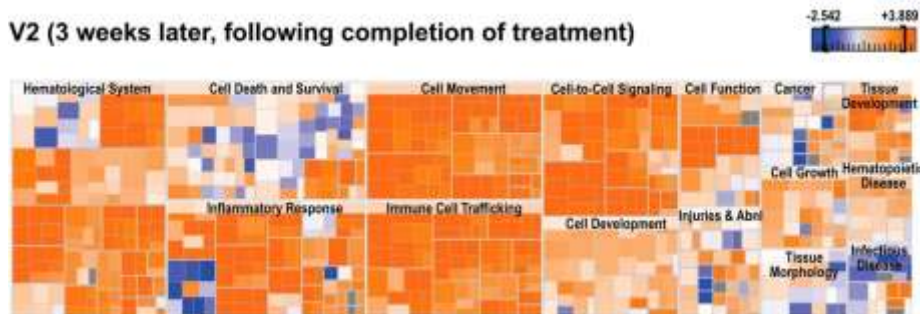 V2 (3 weeks later, following completion of treatment)
-2.542 +3.889
Hematological System
Cell Death and Survival
Cell Movement
Cell-to-Cell Signaling
Cell Function
Cancer
Tissue
Development
Cell Growth
Hematopoietic
Disease
Inflammatory Response
Immune Cell Trafficking
Cell Development
Injuries & Abnl
Tissue
Morphology
Infectious
Disease